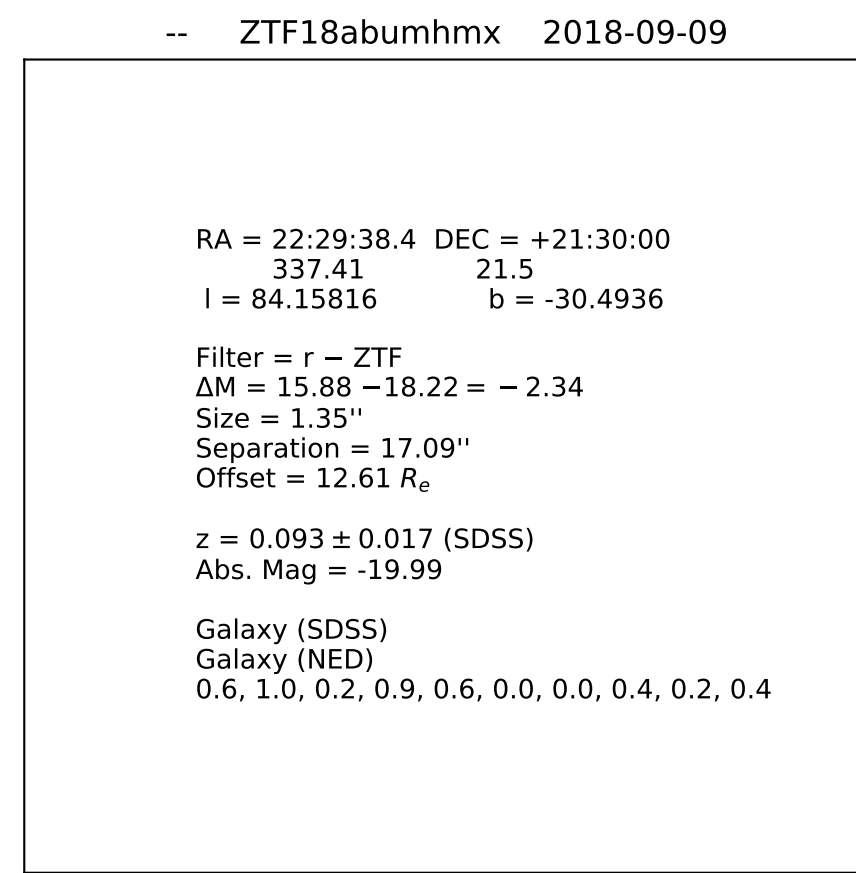 -- ZTF18abumhmx 2018-09-09
RA = 22:29:38.4 DEC = +21:30:00
337.41 21.5
l = 84.15816 b = -30.4936
Filter = r − ZTF
ΔM = 15.88 −18.22 = − 2.34
Size = 1.35''
Separation = 17.09''
Offset = 12.61 Rₑ
z = 0.093 ± 0.017 (SDSS)
Abs. Mag = -19.99
Galaxy (SDSS)
Galaxy (NED)
0.6, 1.0, 0.2, 0.9, 0.6, 0.0, 0.0, 0.4, 0.2, 0.4